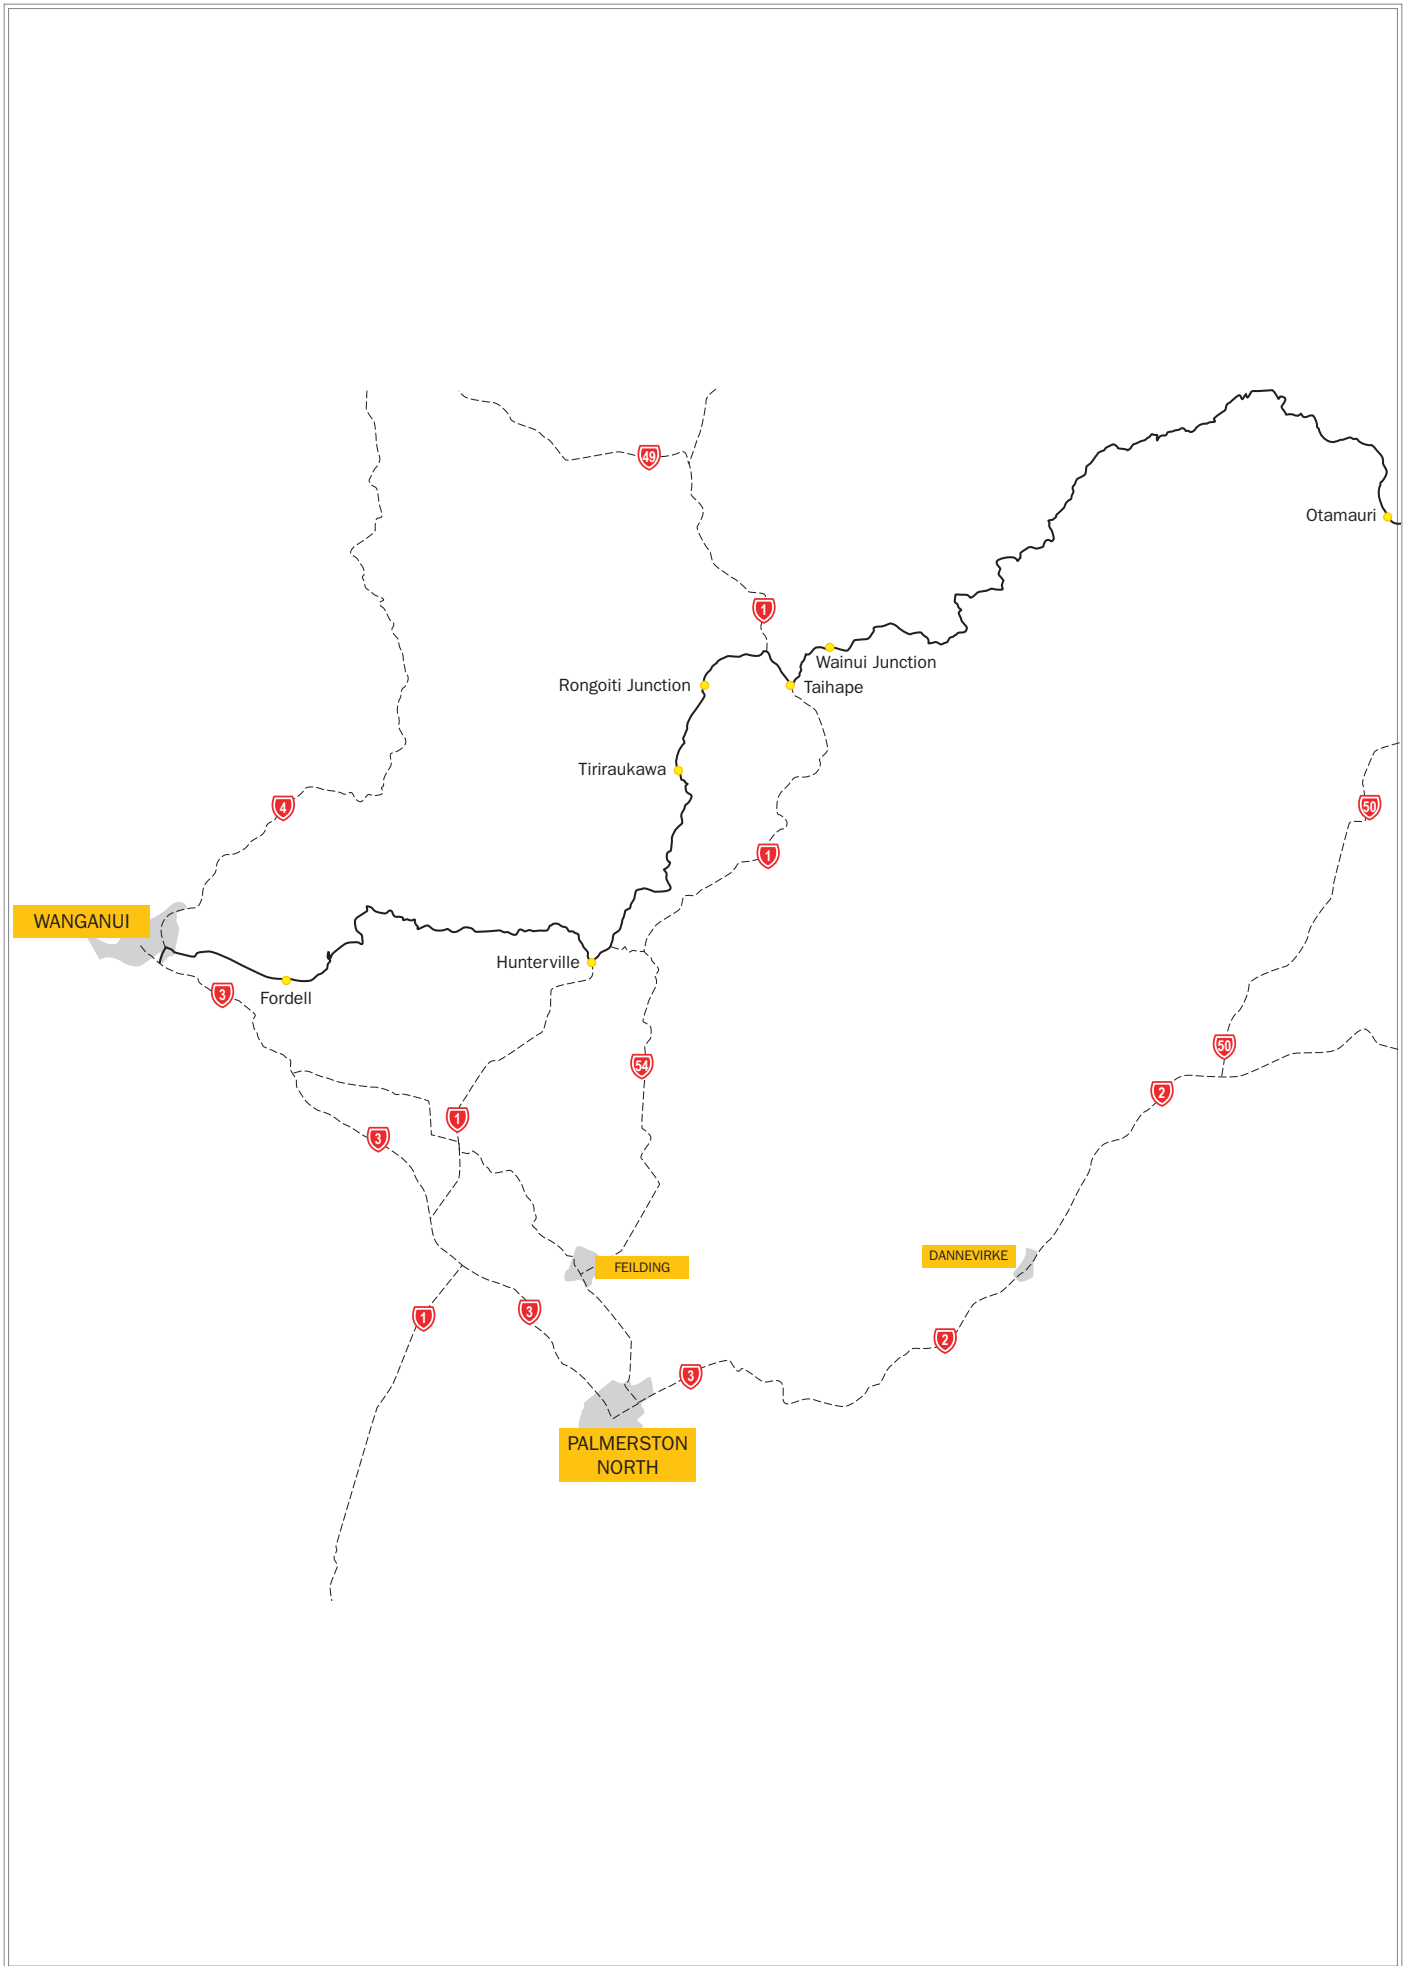 49
Otamauri
1
Wainui Junction
Rongoiti Junction
Taihape
Tiriraukawa
4
50
1
WANGANUI
Hunterville
3
Fordell
50
54
2
1
3
DANNEVIRKE
FEILDING
3
1
2
3
PALMERSTON
NORTH